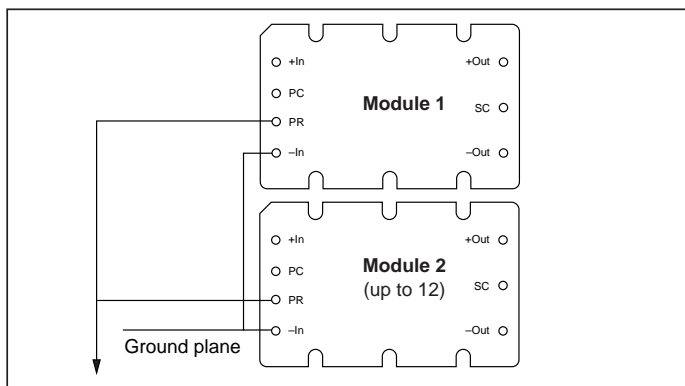 +In
+Out
PC
Module 1
SC
PR
–In
–Out
+In
+Out
PC
Module 2
(up to 12)
SC
PR
–In
–Out
Ground plane